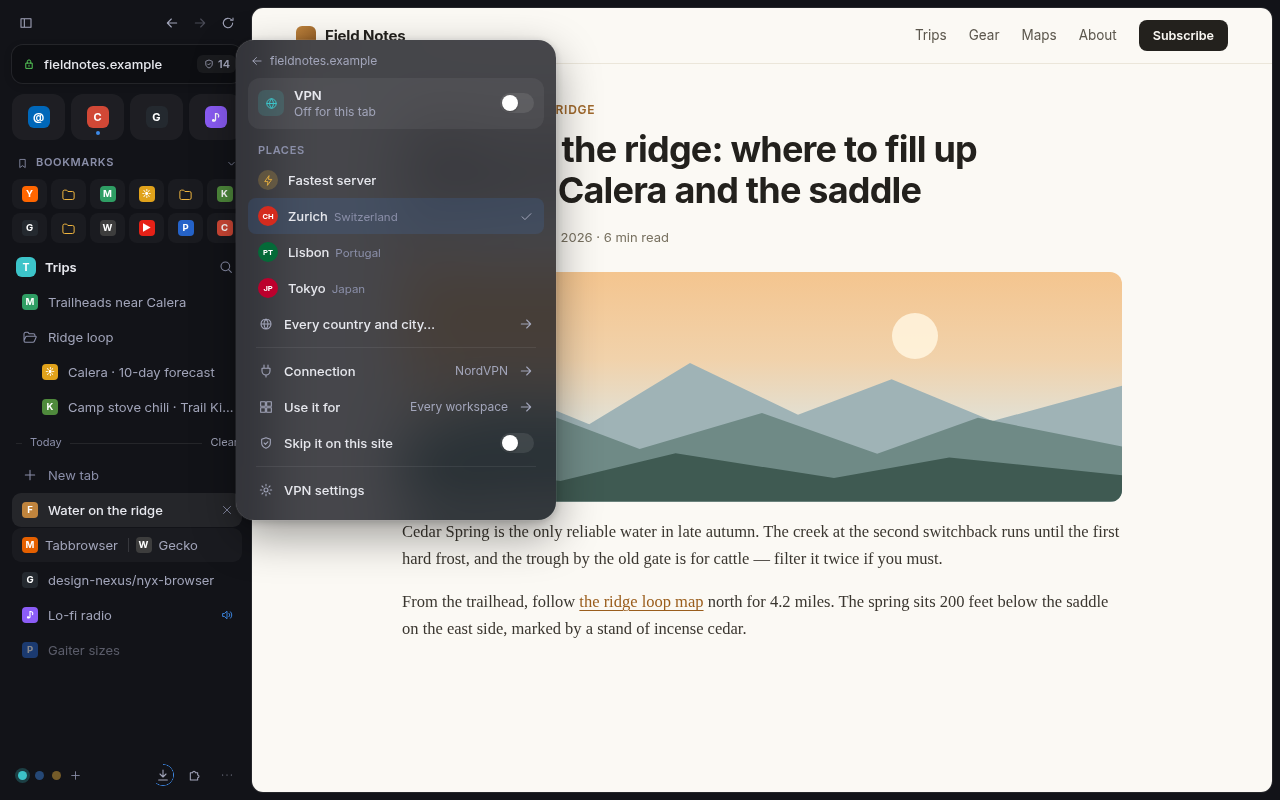 fieldnotes.example
14
@
C
G
BOOKMARKS
Y
M
K
G
W
P
C
T Trips
M Trailheads near Calera
Ridge loop
Calera · 10-day forecast
K Camp stove chili · Trail Ki...
Today
Clear
New tab
F Water on the ridge
M Tabbrowser
W Gecko
G design-nexus/nyx-browser
Lo-fi radio
P Gaiter sizes
fieldnotes.example
VPN
Off for this tab
PLACES
Fastest server
CH Zurich Switzerland
PT Lisbon Portugal
JP Tokyo Japan
Every country and city...
Connection NordVPN
Use it for Every workspace
Skip it on this site
VPN settings
Field Notes
Trips
Gear
Maps
About
Subscribe
RIDGE
the ridge: where to fill up
Calera and the saddle
2026 · 6 min read
Cedar Spring is the only reliable water in late autumn. The creek at the second switchback runs until the first
hard frost, and the trough by the old gate is for cattle — filter it twice if you must.
From the trailhead, follow the ridge loop map north for 4.2 miles. The spring sits 200 feet below the saddle
on the east side, marked by a stand of incense cedar.